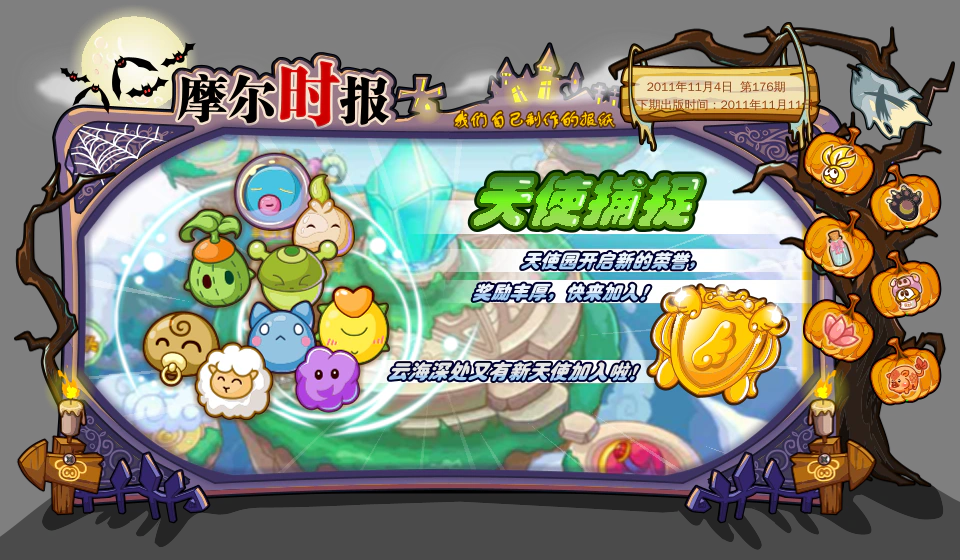 摩尔时报
我们自己制作的报纸
2011年11月4日 第176期
下期出版时间：2011年11月11
天使捕捉
天使园开启新的荣誉，
奖励丰厚，快来加入！
云海深处又有新天使加入啦！